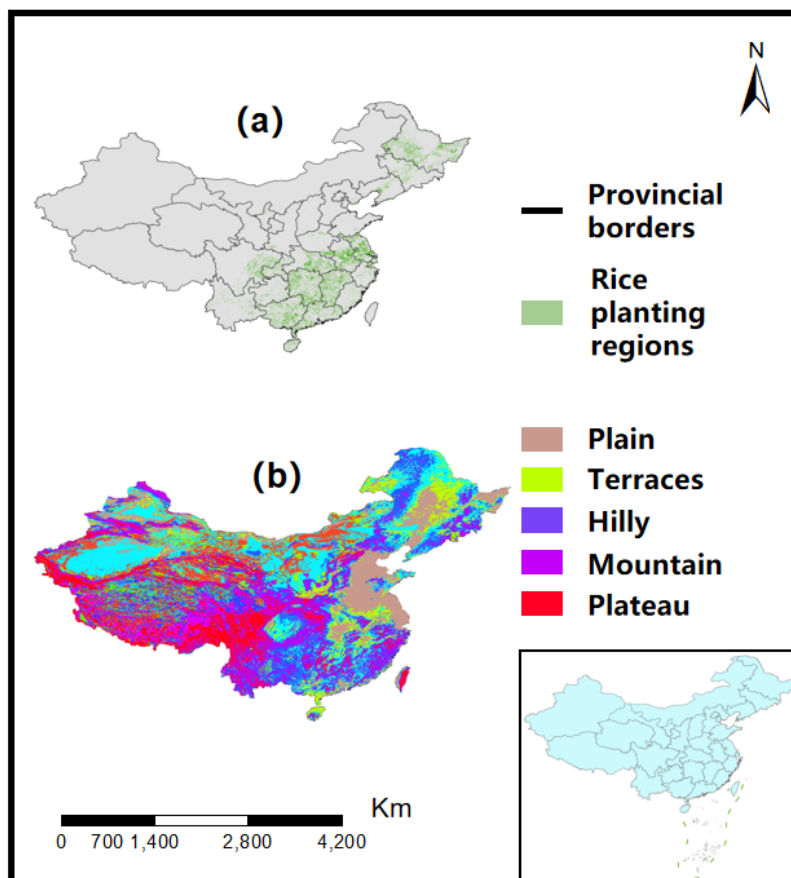 N
(a)
Provincial
borders
Rice
planting
regions
(b)
Plain
Terraces
Hilly
Mountain
Plateau
Km
0 700 1,400 2,800 4,200